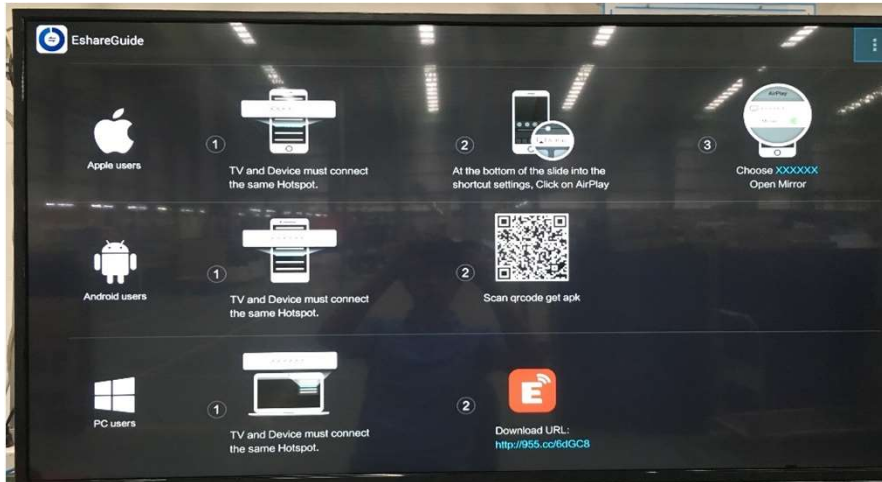 EshareGuide
Apple users
1
TV and Device must connect
the same Hotspot.
2
At the bottom of the slide into the
shortcut settings, Click on AirPlay
3
AirPlay
Choose XXXXXX
Open Mirror
Android users
1
TV and Device must connect
the same Hotspot.
2
Scan qrcode get apk
PC users
1
TV and Device must connect
the same Hotspot.
2
E
Download URL:
http://955.cc/6dGC8